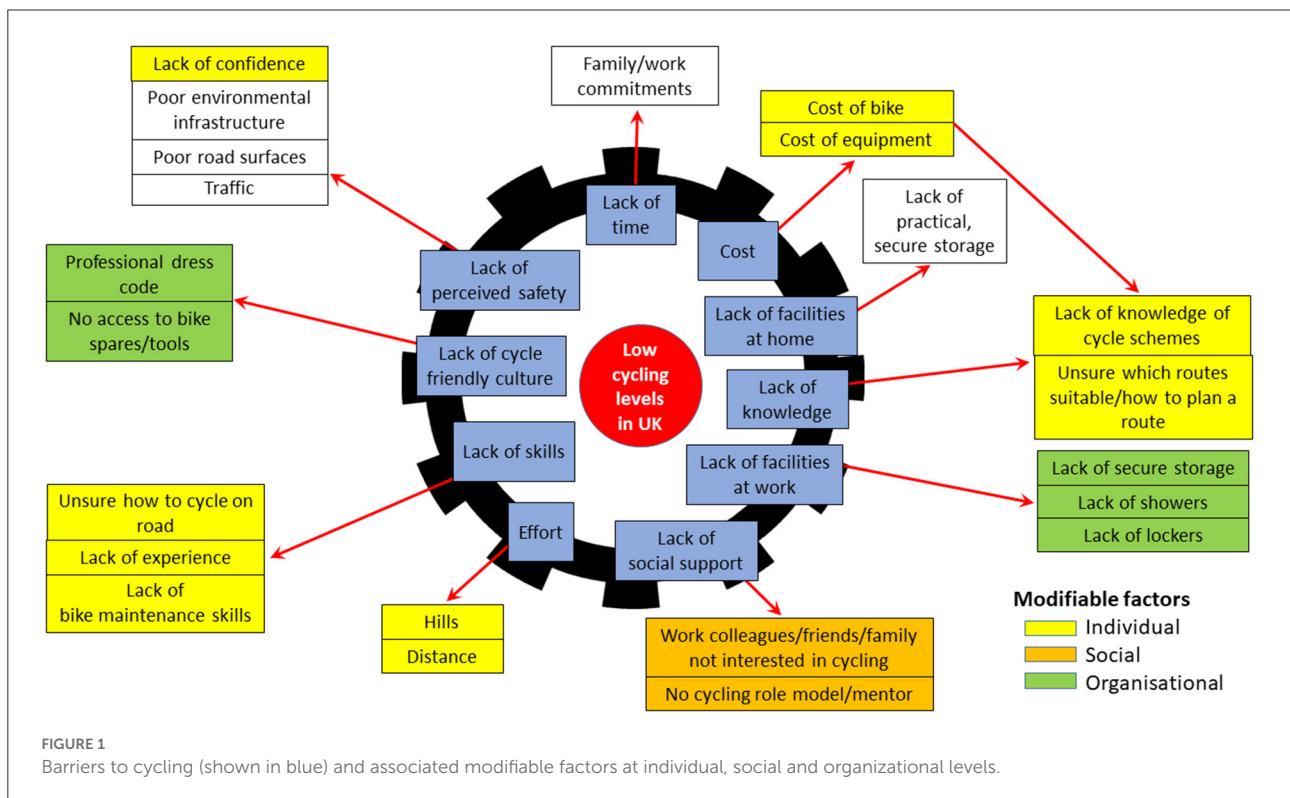 Lack of confidence
Poor environmental
infrastructure
Poor road surfaces
Traffic
Family/work
commitments
Cost of bike
Cost of equipment
Lack of
practical,
secure storage
Professional dress
code
No access to bike
spares/tools
Lack of
time
Cost
Lack of
perceived safety
Lack of facilities
at home
Lack of cycle
friendly culture
Low
cycling
levels
in UK
Lack of
knowledge
Lack of knowledge of
cycle schemes
Unsure which routes
suitable/how to plan a
route
Lack of skills
Lack of facilities
at work
Effort
Lack of
social support
Lack of secure storage
Lack of showers
Lack of lockers
Unsure how to cycle on
road
Lack of experience
Lack of
bike maintenance skills
Hills
Distance
Work colleagues/friends/family
not interested in cycling
No cycling role model/mentor
Modifiable factors
Individual
Social
Organisational
FIGURE 1
Barriers to cycling (shown in blue) and associated modifiable factors at individual, social and organizational levels.